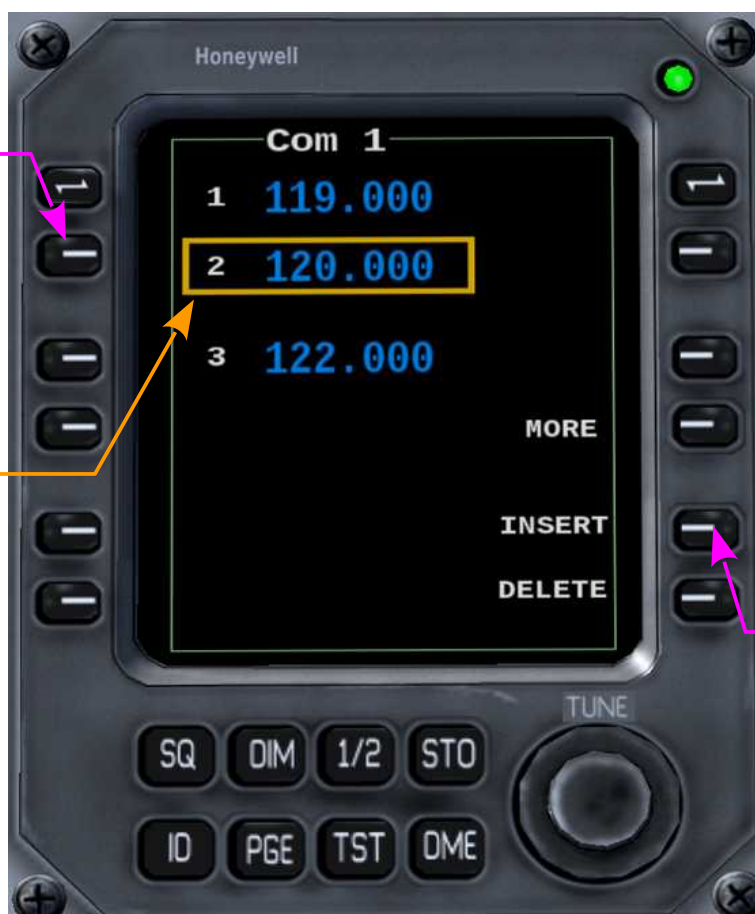 Honeywell
Com 1
1 119.000
2 120.000
3 122.000
MORE
INSERT
DELETE
TUNE
SQ DIM 1/2 STO
ID PGE TST DME